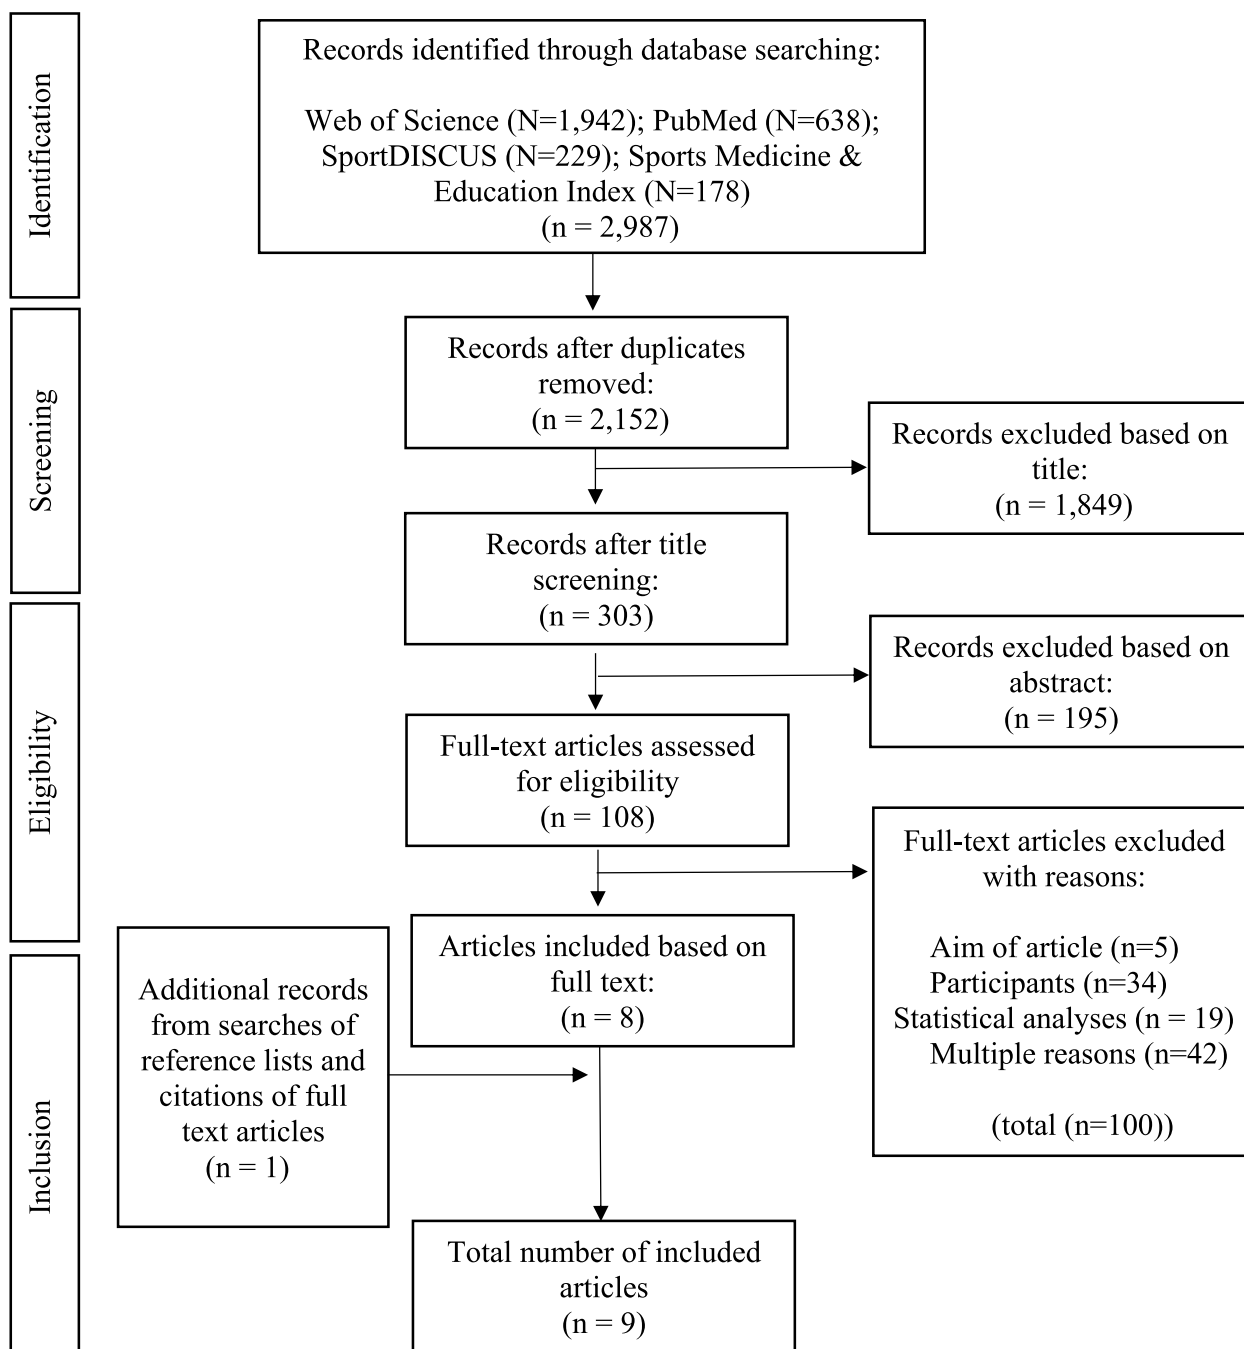 Identification
Records identified through database searching:
Web of Science (N=1,942); PubMed (N=638);
SportDISCUS (N=229); Sports Medicine &
Education Index (N=178)
(n = 2,987)
Screening
Records after duplicates
removed:
(n = 2,152)
Records excluded based on
title:
(n = 1,849)
Records after title
screening:
(n = 303)
Eligibility
Records excluded based on
abstract:
(n = 195)
Full-text articles assessed
for eligibility
(n = 108)
Full-text articles excluded
with reasons:
Aim of article (n=5)
Participants (n=34)
Statistical analyses (n = 19)
Multiple reasons (n=42)
(total (n=100))
Articles included based on
full text:
(n = 8)
Inclusion
Additional records
from searches of
reference lists and
citations of full
text articles
(n = 1)
Total number of included
articles
(n = 9)